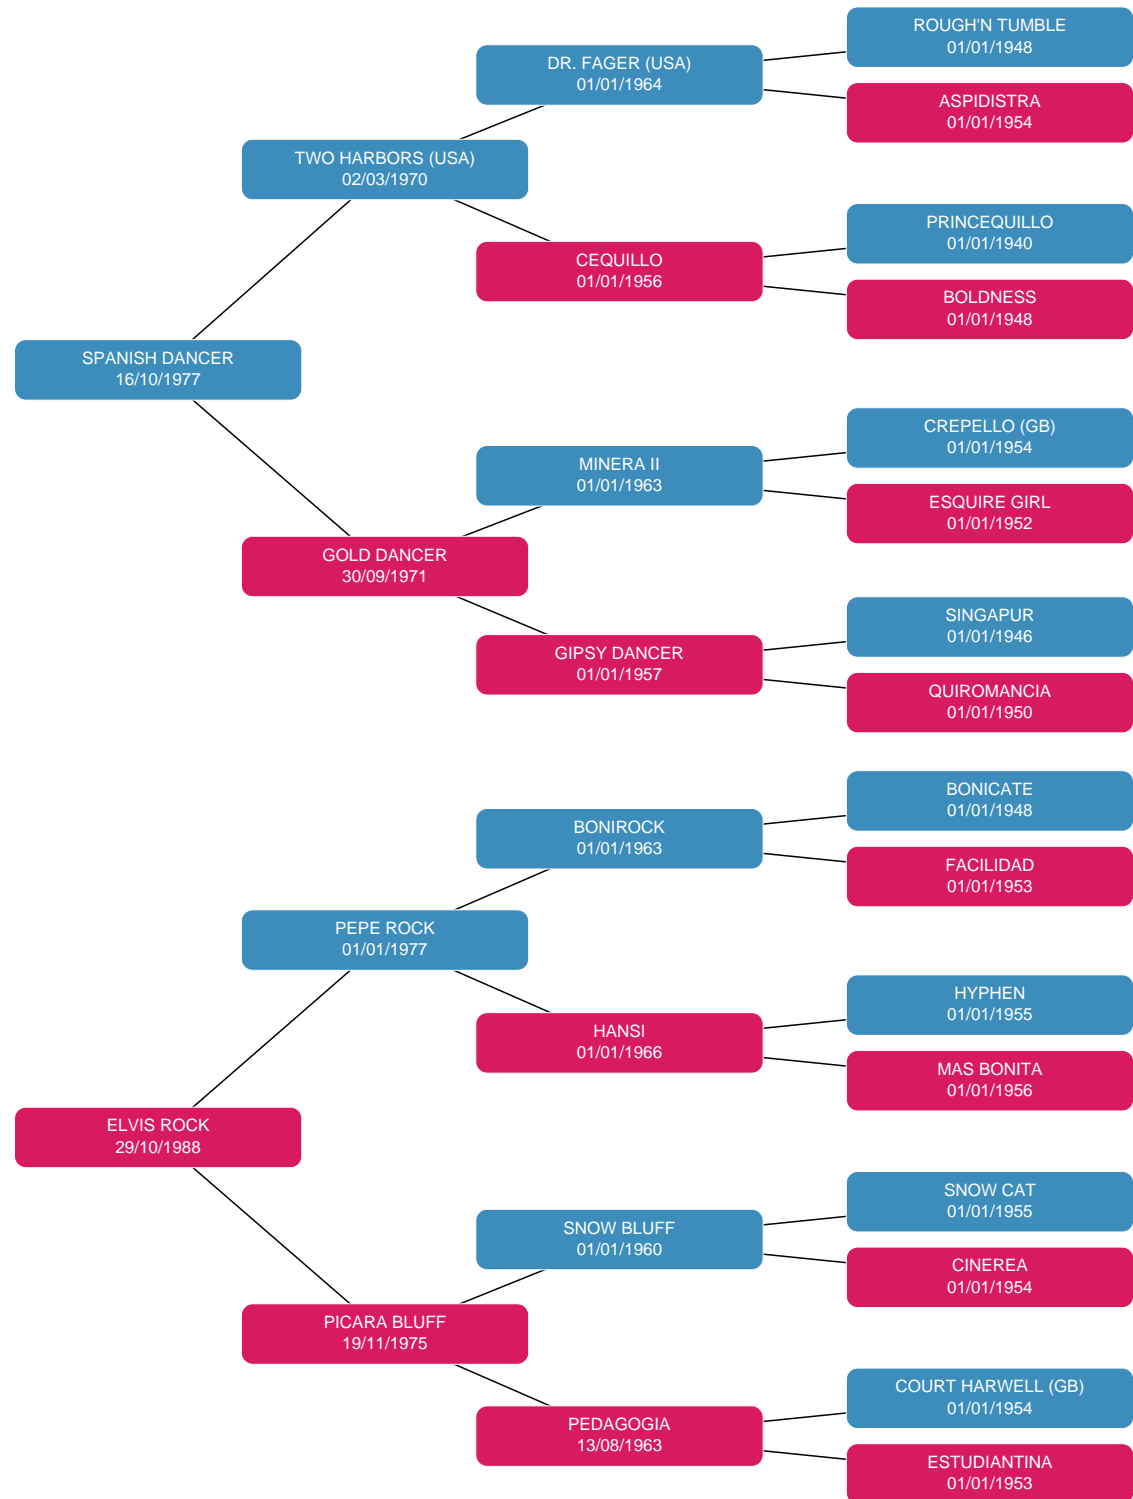 ROUGH'N TUMBLE
01/01/1948
DR. FAGER (USA)
01/01/1964
ASPIDISTRA
01/01/1954
TWO HARBORS (USA)
02/03/1970
PRINCEQUILLO
01/01/1940
CEQUILLO
01/01/1956
BOLDNESS
01/01/1948
SPANISH DANCER
16/10/1977
CREPELLO (GB)
01/01/1954
MINERA II
01/01/1963
ESQUIRE GIRL
01/01/1952
GOLD DANCER
30/09/1971
SINGAPUR
01/01/1946
GIPSY DANCER
01/01/1957
QUIROMANCIA
01/01/1950
BONICATE
01/01/1948
BONIROCK
01/01/1963
FACILIDAD
01/01/1953
PEPE ROCK
01/01/1977
HYPHEN
01/01/1955
HANSI
01/01/1966
MAS BONITA
01/01/1956
ELVIS ROCK
29/10/1988
SNOW CAT
01/01/1955
SNOW BLUFF
01/01/1960
CINEREA
01/01/1954
PICARA BLUFF
19/11/1975
COURT HARWELL (GB)
01/01/1954
PEDAGOGIA
13/08/1963
ESTUDIANTINA
01/01/1953